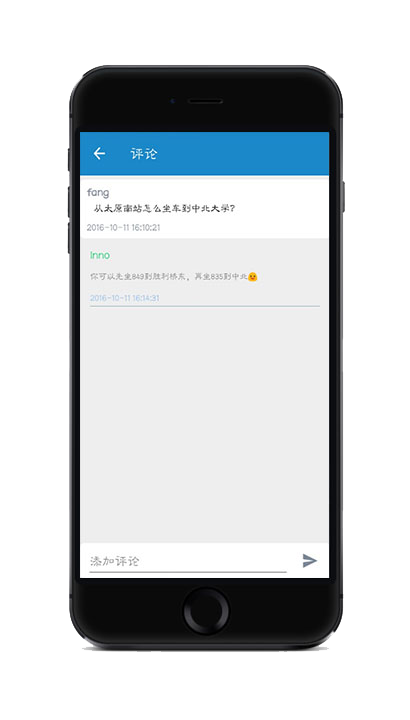 评论
fang
从太原南站怎么坐车到中北大学?
2016-10-11 16:10:21
Inno
你可以先坐849到胜利桥东，再坐835到中北🤗
2016-10-11 16:14:31
添加评论